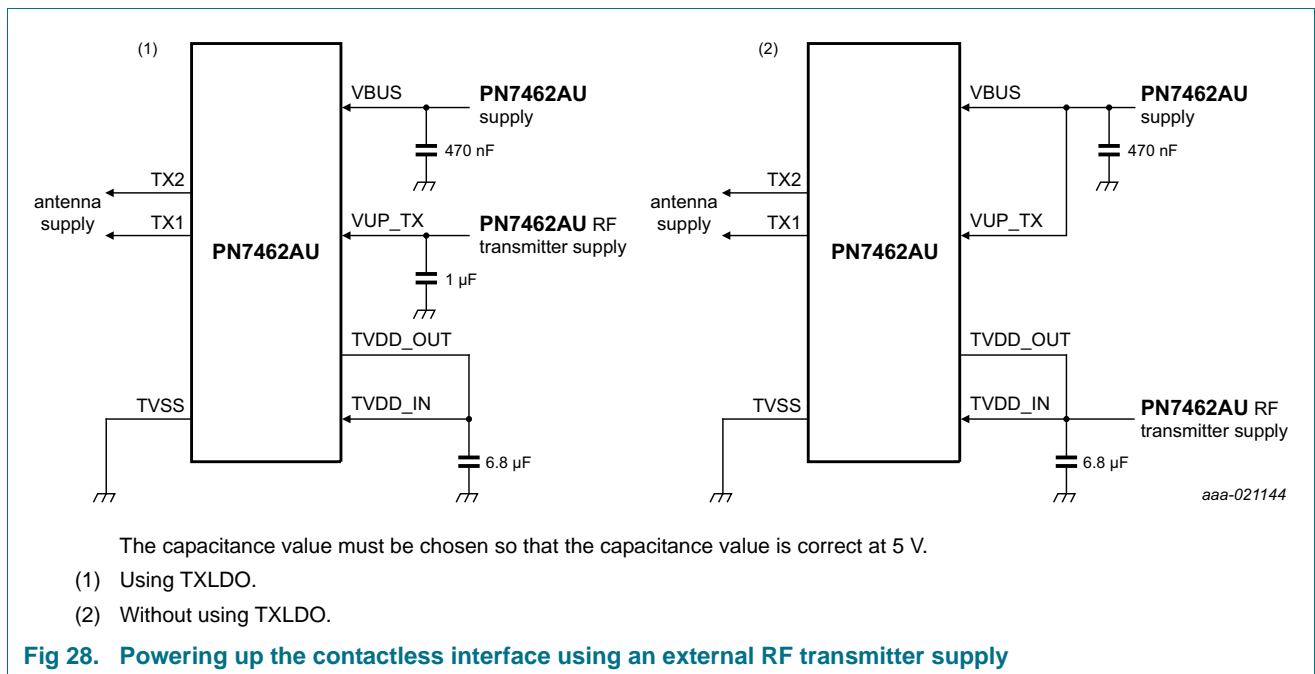 (1)
VBUS
PN7462AU
supply
470 nF
TX2
antenna
supply
TX1
VUP_TX
PN7462AU RF
transmitter supply
PN7462AU
1 µF
TVDD_OUT
TVSS
TVDD_IN
6.8 µF
(2)
VBUS
PN7462AU
supply
470 nF
TX2
antenna
supply
TX1
VUP_TX
PN7462AU
TVDD_OUT
TVSS
TVDD_IN
PN7462AU RF
transmitter supply
6.8 µF
aaa-021144
The capacitance value must be chosen so that the capacitance value is correct at 5 V.
(1) Using TXLDO.
(2) Without using TXLDO.
Fig 28. Powering up the contactless interface using an external RF transmitter supply